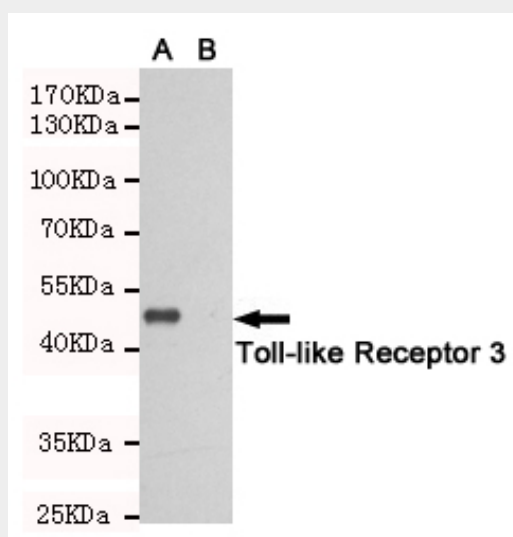 A B
170KDa
130KDa
100KDa
70KDa
55KDa
40KDa
Toll-like Receptor 3
35KDa
25KDa